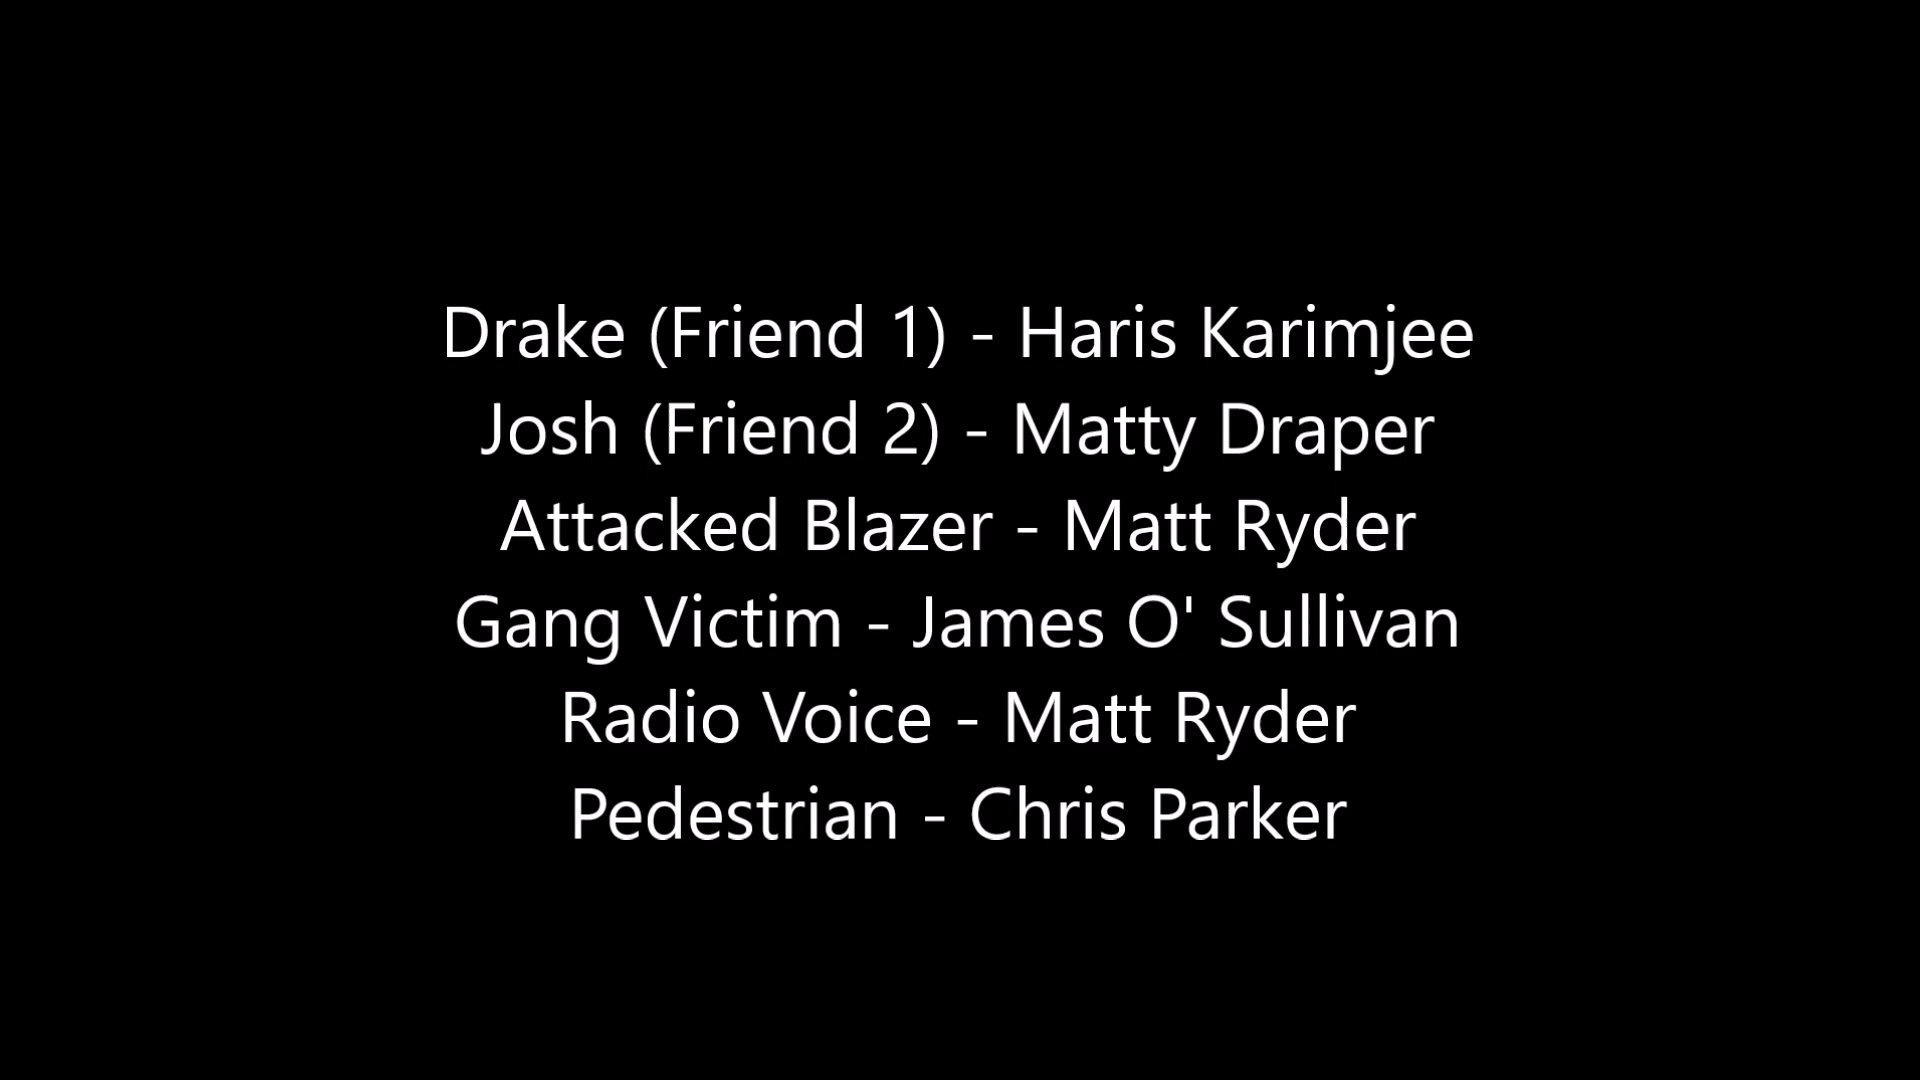 Drake (Friend 1) - Haris Karimjee
Josh (Friend 2) - Matty Draper
Attacked Blazer - Matt Ryder
Gang Victim - James O' Sullivan
Radio Voice - Matt Ryder
Pedestrian - Chris Parker